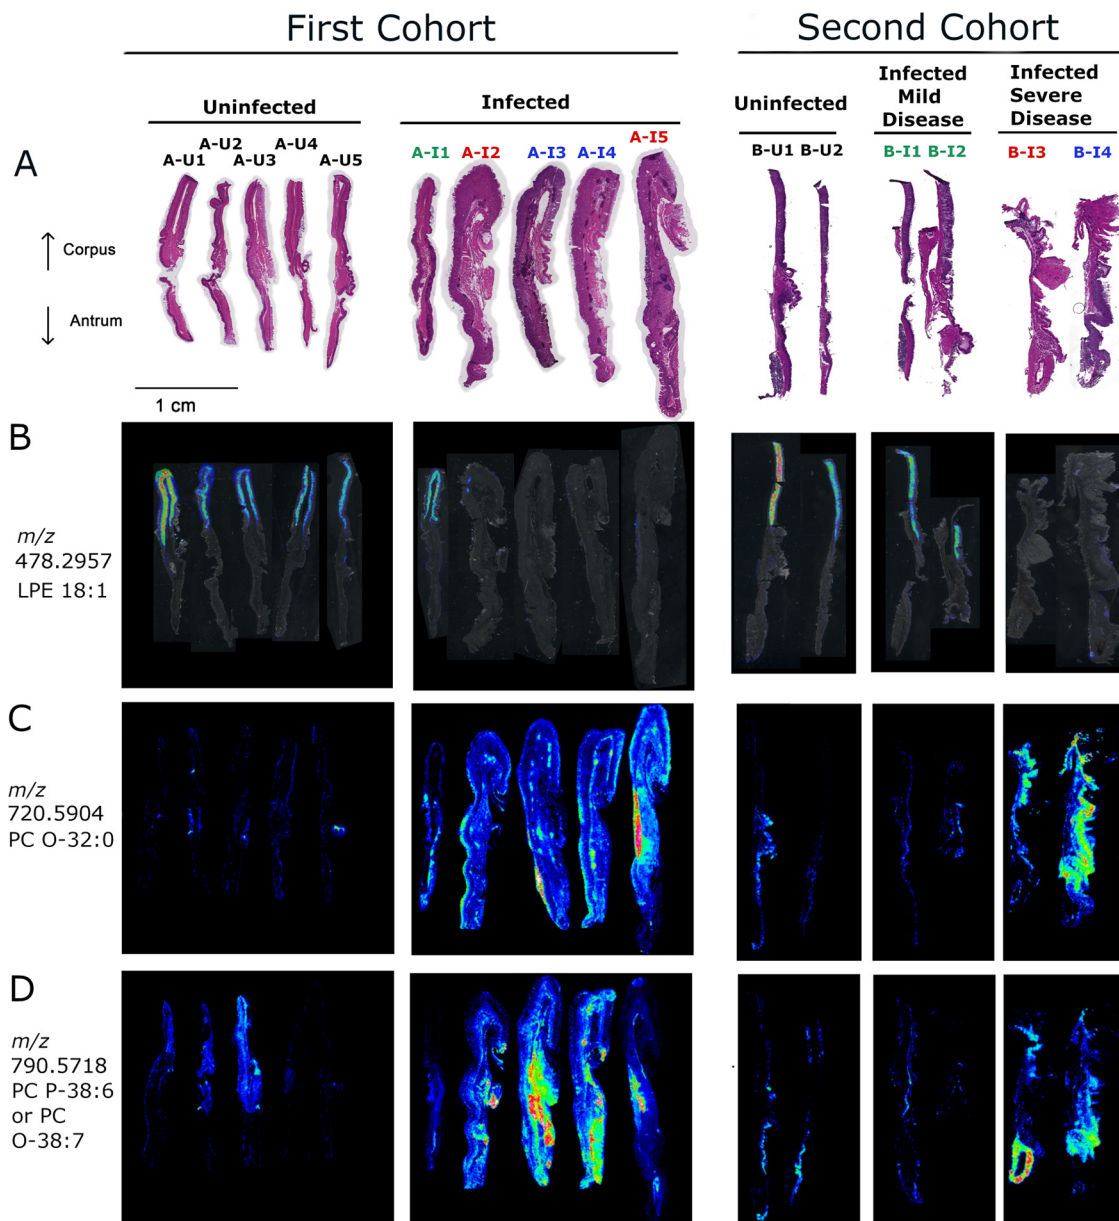 First Cohort
Second Cohort
Uninfected
Infected
Uninfected
Infected
Mild
Disease
Infected
Severe
Disease
A-U1
A-U2
A-U3
A-U4
A-U5
A-I1
A-I2
A-I3
A-I4
A-I5
B-U1
B-U2
B-I1
B-I2
B-I3
B-I4
A
Corpus
Antrum
1 cm
B
m/z
478.2957
LPE 18:1
C
m/z
720.5904
PC O-32:0
D
m/z
790.5718
PC P-38:6
or PC
O-38:7